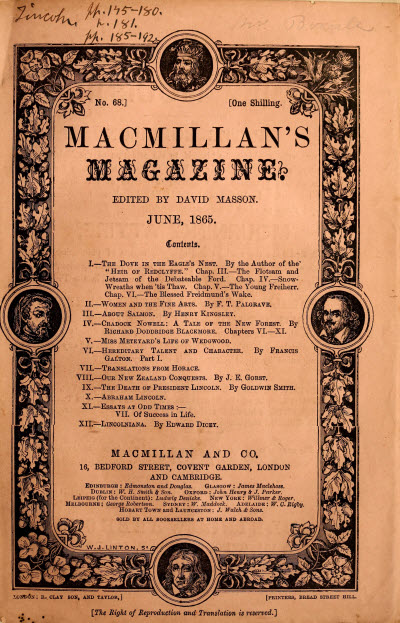 Lincoln pp. 145-180.
p. 181.
pp. 185-192
No. 68.] [One Shilling.
MACMILLAN'S
MAGAZINE.
EDITED BY DAVID MASSON.
JUNE, 1865.
Contents.
I.—THE DOVE IN THE EAGLE'S NEST. By the Author of the
"HEIR OF REDCLYFFE." Chap. III.—The Flotsam and
Jetsam of the Debateable Ford. Chap. IV.—Snow-
Wreaths when 'tis Thaw. Chap. V.—The Young Freiherr.
Chap. VI.—The Blessed Freidmund's Wake.
II.—WOMEN AND THE FINE ARTS. By F. T. PALGRAVE.
III.—ABOUT SALMON. By HENRY KINGSLEY.
IV.—CRADOCK NOWELL: A TALE OF THE NEW FOREST. By
RICHARD DODDRIDGE BLACKMORE. Chapters VI.—XI.
V.—MISS METEYARD'S LIFE OF WEDGWOOD.
VI.—HEREDITARY TALENT AND CHARACTER. By FRANCIS
GALTON. Part I.
VII.—TRANSLATIONS FROM HORACE.
VIII.—OUR NEW ZEALAND CONQUESTS. By J. E. GORST.
IX.—THE DEATH OF PRESIDENT LINCOLN. By GOLDWIN SMITH.
X.—ABRAHAM LINCOLN.
XI.—ESSAYS AT ODD TIMES:—
VII. Of Success in Life.
XII.—LINCOLNIANA. By EDWARD DICEY.
MACMILLAN AND CO.
16, BEDFORD STREET, COVENT GARDEN, LONDON
AND CAMBRIDGE.
EDINBURGH: Edmonston and Douglas. GLASGOW: James Maclehose.
DUBLIN: W. H. Smith & Son. OXFORD: John Henry & J. Parker.
LEIPZIG (for the Continent): Ludwig Denicke. NEW YORK: Willmer & Roger.
MELBOURNE: George Robertson. SYDNEY: W. Maddock. ADELAIDE: W. C. Rigby.
HOBART TOWN and LAUNCESTON: J. Walch & Sons.
SOLD BY ALL BOOKSELLERS AT HOME AND ABROAD.
W. J. LINTON, SC
LONDON: R. CLAY, SON, AND TAYLOR,] [PRINTERS, BREAD STREET HILL.
[The Right of Reproduction and Translation is reserved.]